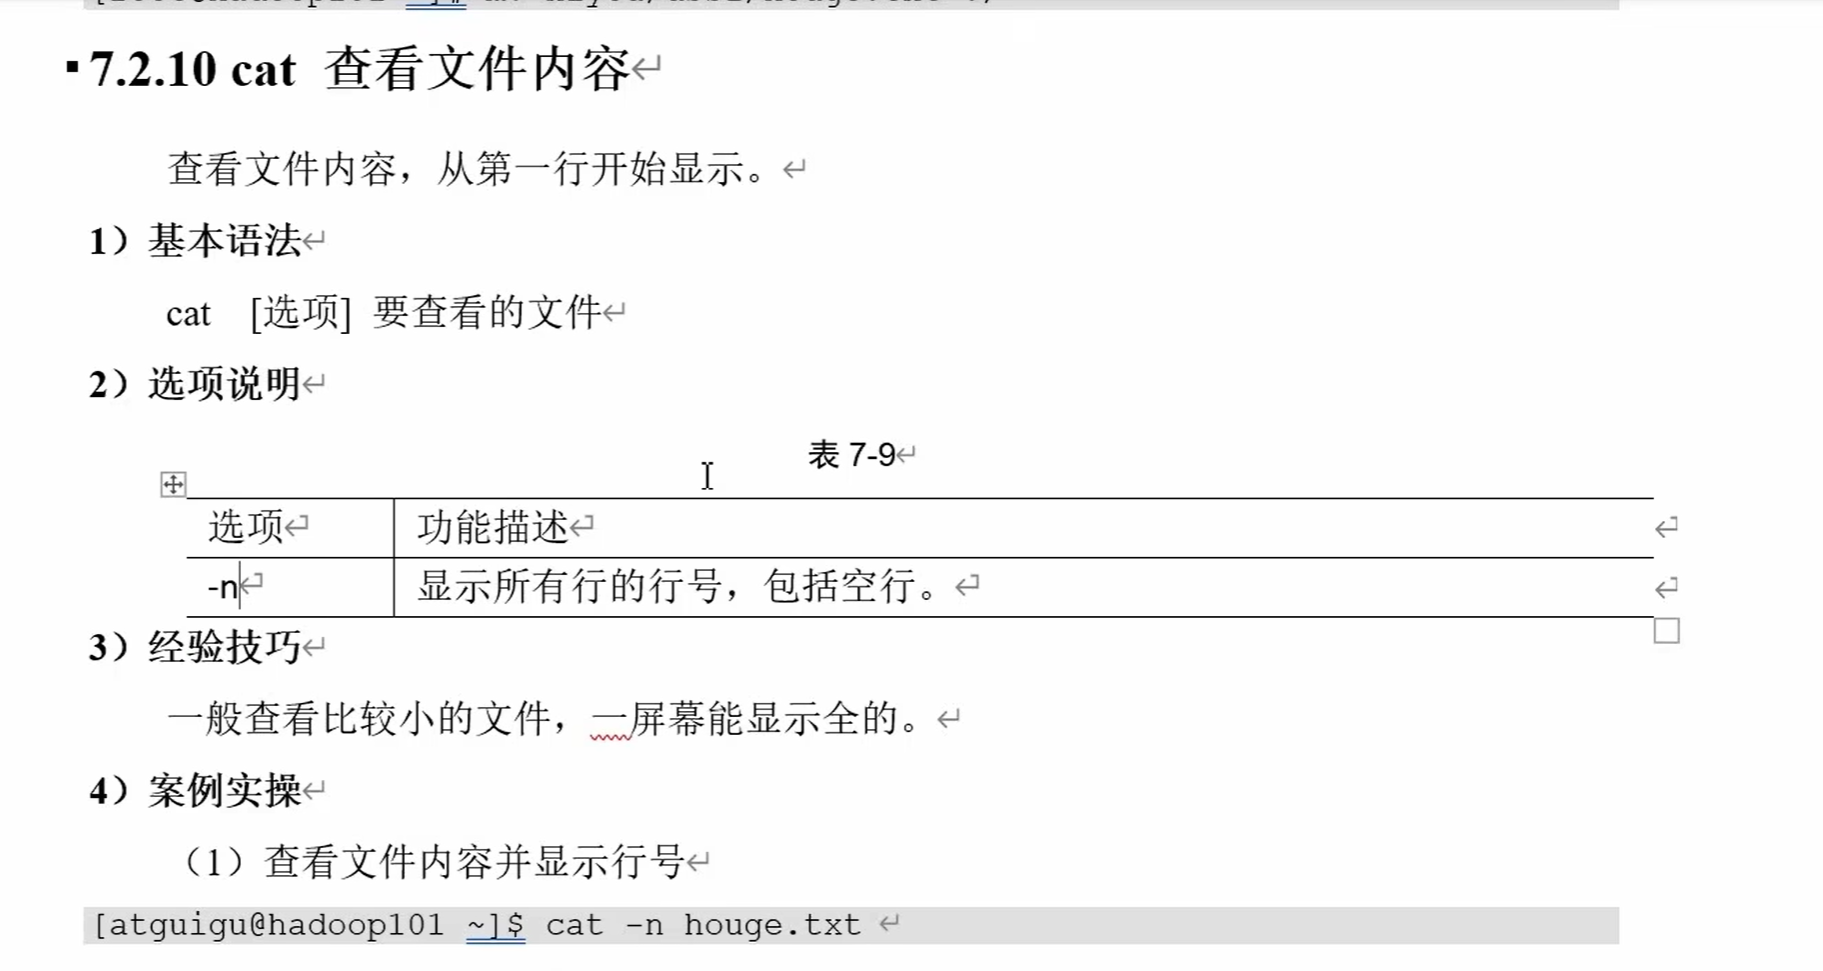 7.2.10 cat 查看文件内容
查看文件内容，从第一行开始显示。
1）基本语法
cat [选项] 要查看的文件
2）选项说明
表 7-9
选项 功能描述
-n 显示所有行的行号，包括空行。
3）经验技巧
一般查看比较小的文件，一屏幕能显示全的。
4）案例实操
（1）查看文件内容并显示行号
[atguigu@hadoop101 ~]$ cat -n houge.txt